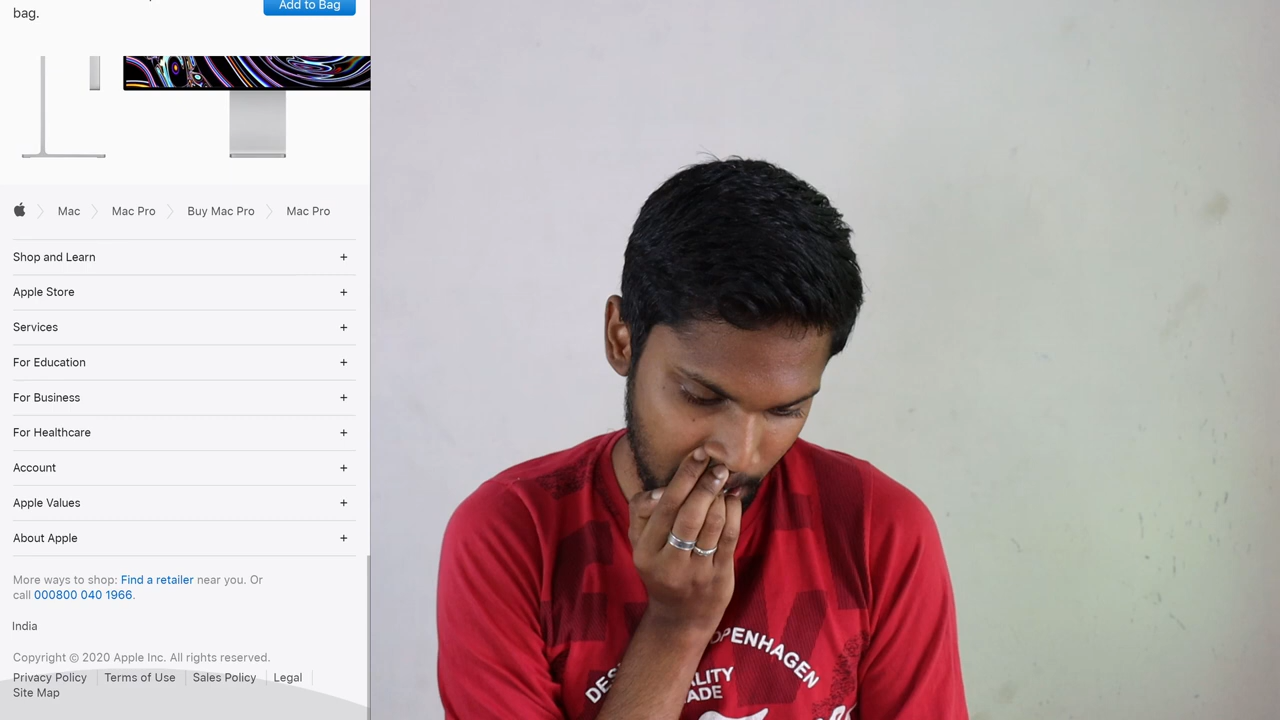 bag.
Add to Bag
Mac
Mac Pro
Buy Mac Pro
Mac Pro
Shop and Learn +
Apple Store +
Services +
For Education +
For Business +
For Healthcare +
Account +
Apple Values +
About Apple +
More ways to shop: Find a retailer near you. Or
call 000800 040 1966.
India
Copyright © 2020 Apple Inc. All rights reserved.
Privacy Policy
Terms of Use
Sales Policy
Legal
Site Map
OPENHAGEN
ALITY
ADE